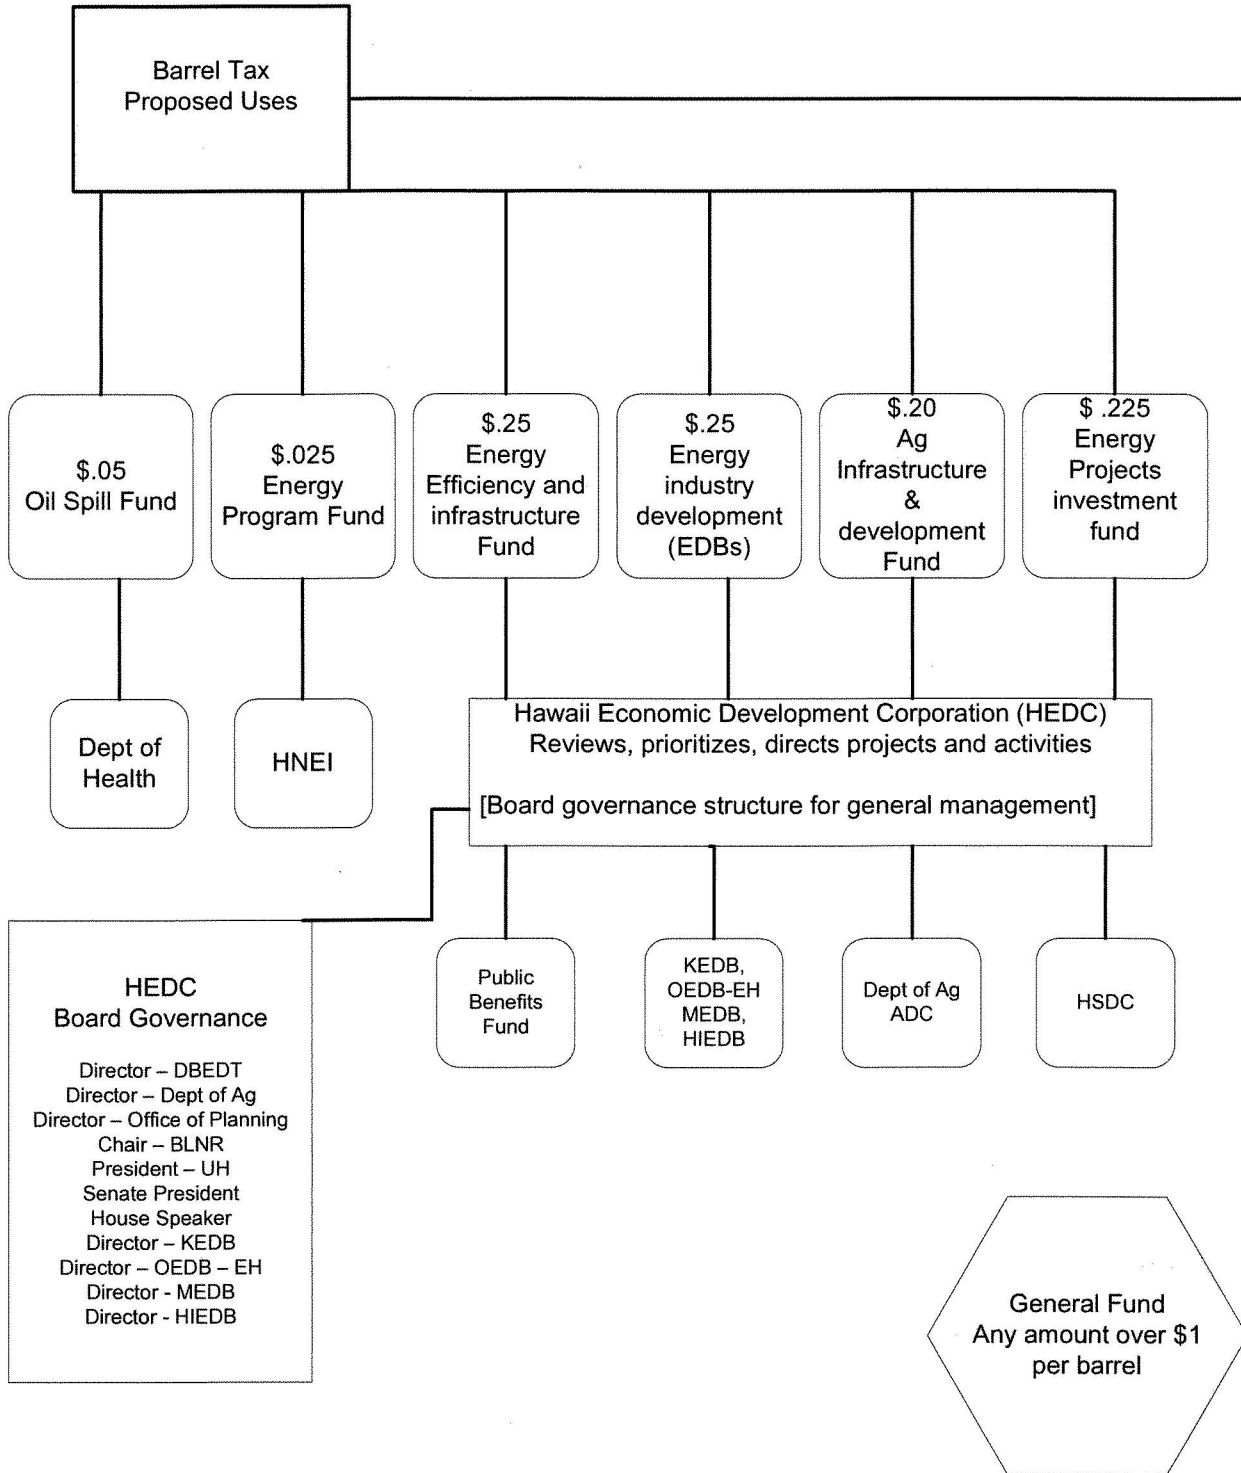 Barrel Tax
Proposed Uses
$.05
Oil Spill Fund
$.025
Energy
Program Fund
$.25
Energy
Efficiency and
infrastructure
Fund
$.25
Energy
industry
development
(EDBs)
$.20
Ag
Infrastructure
&
development
Fund
$ .225
Energy
Projects
investment
fund
Dept of
Health
HNEI
Hawaii Economic Development Corporation (HEDC)
Reviews, prioritizes, directs projects and activities
[Board governance structure for general management]
HEDC
Board Governance
Director – DBEDT
Director – Dept of Ag
Director – Office of Planning
Chair – BLNR
President – UH
Senate President
House Speaker
Director – KEDB
Director – OEDB – EH
Director - MEDB
Director - HIEDB
Public
Benefits
Fund
KEDB,
OEDB-EH
MEDB,
HIEDB
Dept of Ag
ADC
HSDC
General Fund
Any amount over $1
per barrel